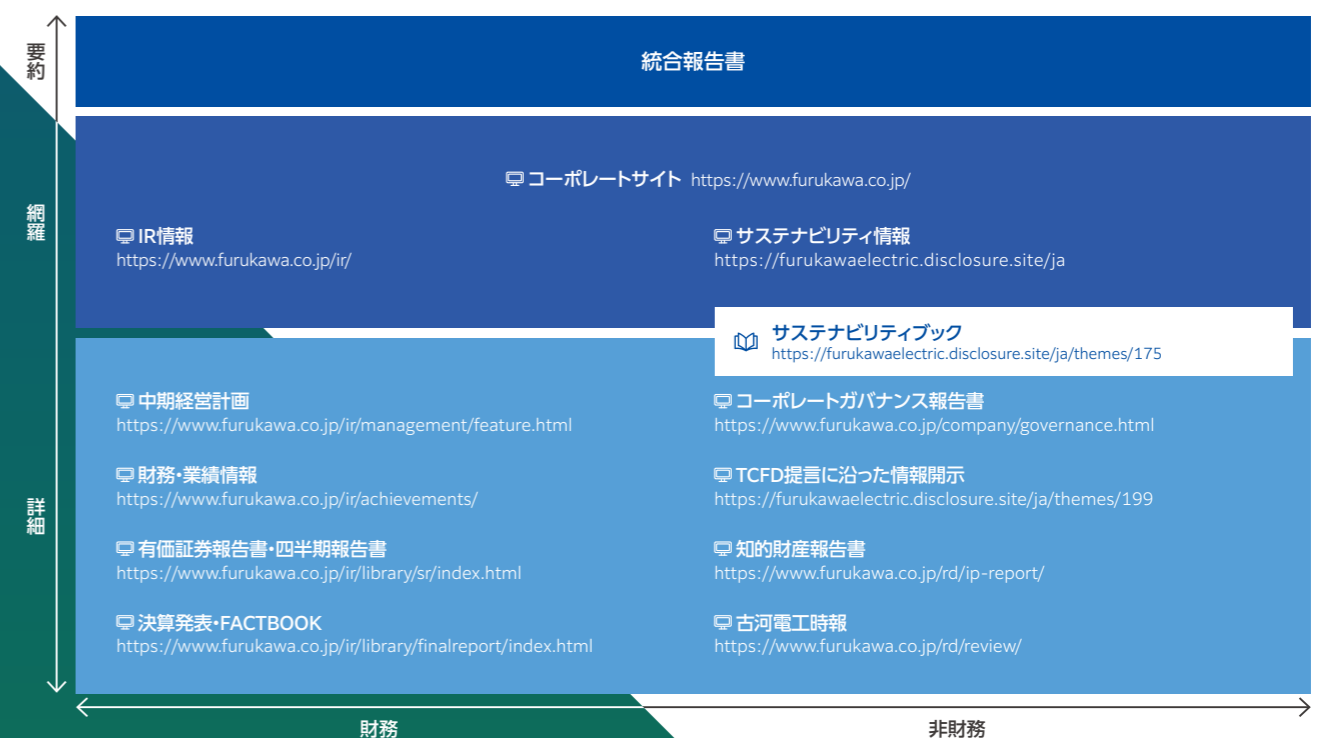 要約
統合報告書
網羅
コーポレートサイト https://www.furukawa.co.jp/
IR情報
https://www.furukawa.co.jp/ir/
サステナビリティ情報
https://furukawaelectric.disclosure.site/ja
サステナビリティブック
https://furukawaelectric.disclosure.site/ja/themes/175
詳細
中期経営計画
https://www.furukawa.co.jp/ir/management/feature.html
財務・業績情報
https://www.furukawa.co.jp/ir/achievements/
有価証券報告書・四半期報告書
https://www.furukawa.co.jp/ir/library/sr/index.html
決算発表・FACTBOOK
https://www.furukawa.co.jp/ir/library/finalreport/index.html
コーポレートガバナンス報告書
https://www.furukawa.co.jp/company/governance.html
TCFD提言に沿った情報開示
https://furukawaelectric.disclosure.site/ja/themes/199
知的財産報告書
https://www.furukawa.co.jp/rd/ip-report/
古河電工時報
https://www.furukawa.co.jp/rd/review/
財務
非財務